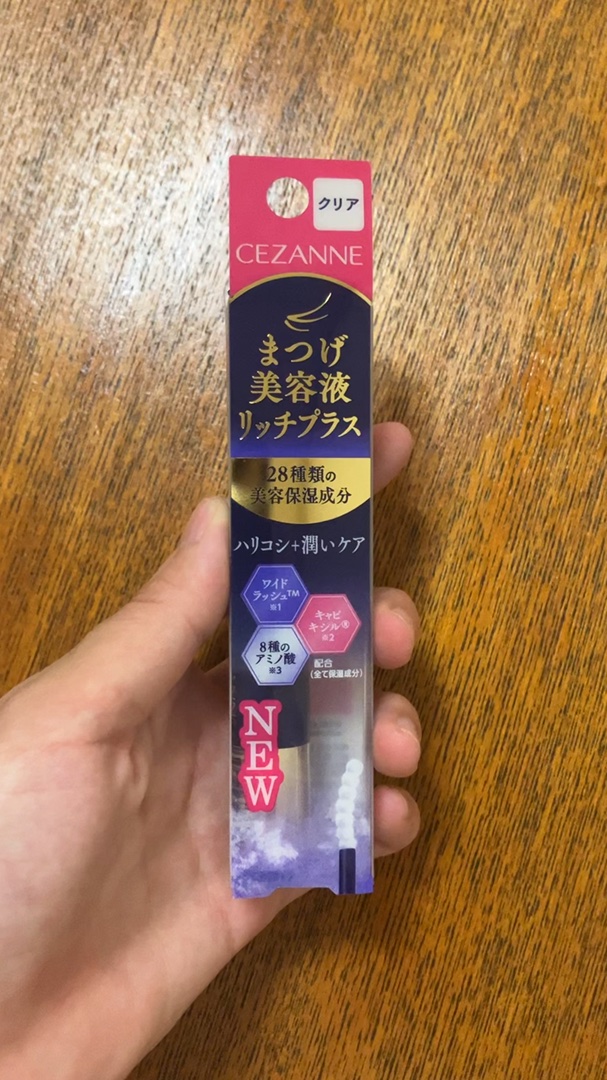 クリア
CEZANNE
まつげ
美容液
リッチプラス
28種類の
美容保湿成分
ハリコシ+潤いケア
ワイド
ラッシュ™
※1
キャピ
キシル®
※2
8種の
アミノ酸
※3
配合
(全て保湿成分)
NEW